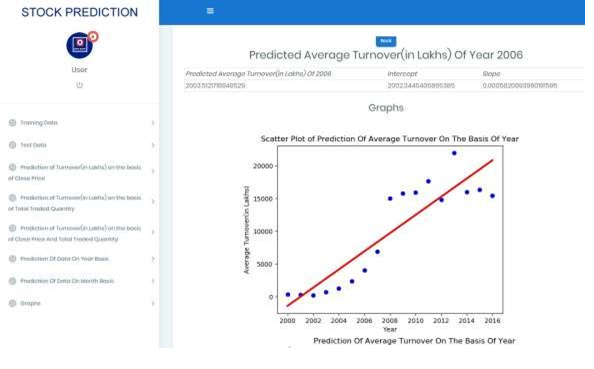 STOCK PREDICTION
User
Training Data
Test Data
Prediction of Turnover(in Lakhs) on the basis
of Close Price
Prediction of Turnover(in Lakhs) on the basis
of Total Traded Quantity
Prediction of Turnover(in Lakhs) on the basis
of Close Price And Total Traded Quantity
Prediction Of Data On Year Basis
Prediction Of Data On Month Basis
Graphs
Back
Predicted Average Turnover(in Lakhs) Of Year 2006
Predicted Average Turnover(in Lakhs) Of 2006 Intercept Slope
Graphs
Scatter Plot of Prediction Of Average Turnover On The Basis Of Year
Average Turnover(in Lakhs)
20000
15000
10000
5000
0
2000 2002 2004 2006 2008 2010 2012 2014 2016
Year
Prediction Of Average Turnover On The Basis Of Year